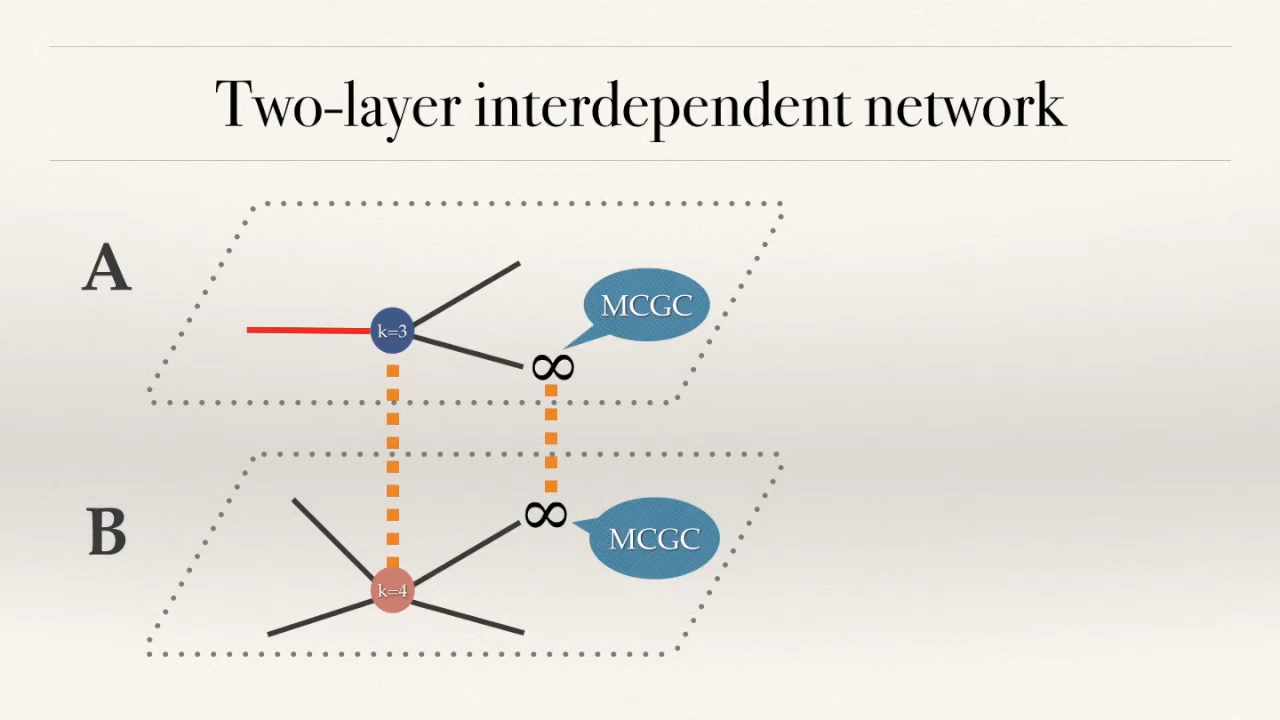 Two-layer interdependent network
A
MCGC
k=3
∞
B
∞
MCGC
k=4